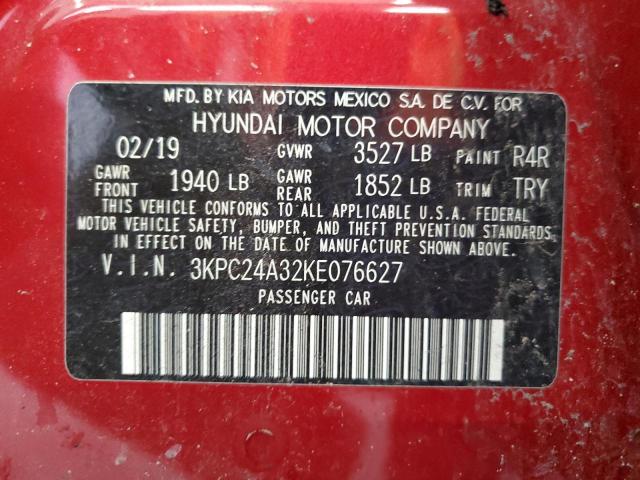 MFD. BY KIA MOTORS MEXICO S.A. DE C.V. FOR
HYUNDAI MOTOR COMPANY
02/19 GVWR 3527 LB PAINT R4R
GAWR FRONT 1940 LB GAWR REAR 1852 LB TRIM TRY
THIS VEHICLE CONFORMS TO ALL APPLICABLE U.S.A. FEDERAL
MOTOR VEHICLE SAFETY, BUMPER, AND THEFT PREVENTION STANDARDS
IN EFFECT ON THE DATE OF MANUFACTURE SHOWN ABOVE.
V.I.N. 3KPC24A32KE076627
PASSENGER CAR